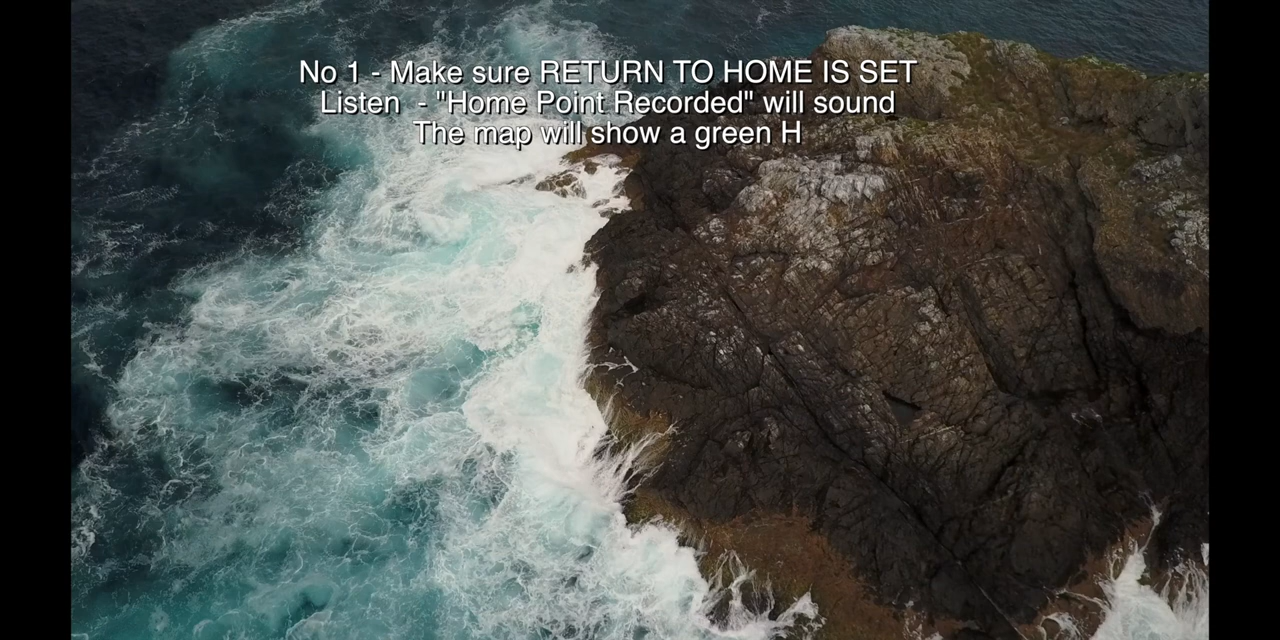 No 1 - Make sure RETURN TO HOME IS SET
Listen - "Home Point Recorded" will sound
The map will show a green H